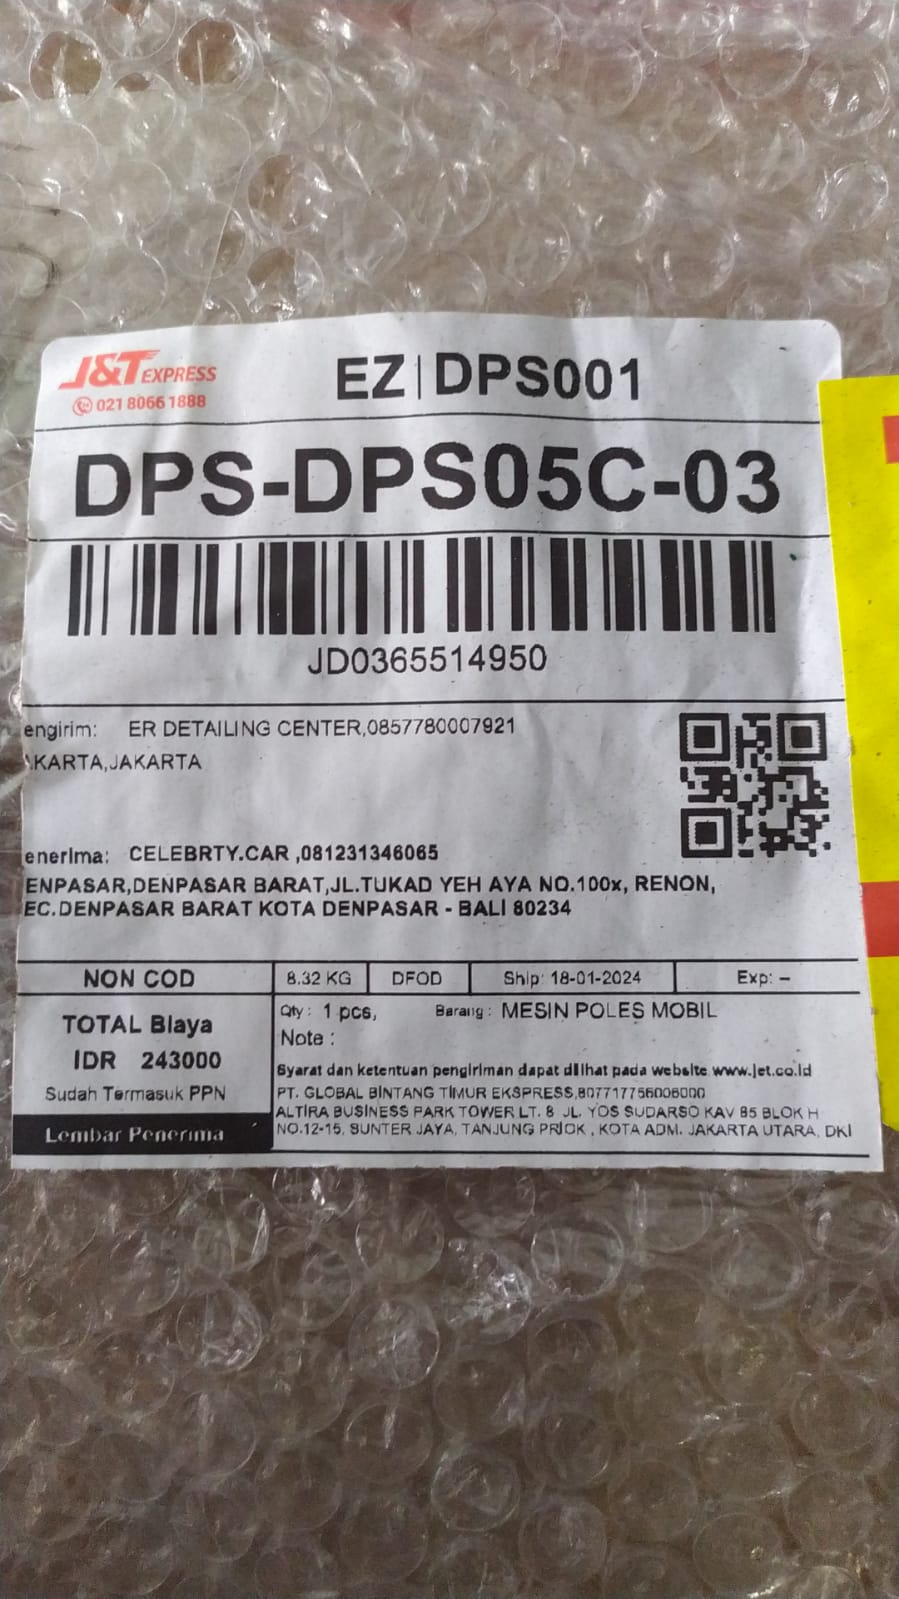 J&T EXPRESS
021 8066 1888
EZ|DPS001
DPS-DPS05C-03
JD0365514950
engirim: ER DETAILING CENTER,0857780007921
AKARTA,JAKARTA
enerima: CELEBRTY.CAR ,081231346065
ENPASAR,DENPASAR BARAT,JL.TUKAD YEH AYA NO.100x, RENON,
EC.DENPASAR BARAT KOTA DENPASAR - BALI 80234
NON COD
8.32 KG
DFOD
Ship: 18-01-2024
Exp: –
TOTAL Biaya
IDR 243000
Sudah Termasuk PPN
Lembar Penerima
Qty : 1 pcs, Barang : MESIN POLES MOBIL
Note :
Syarat dan ketentuan pengiriman dapat dilihat pada website www.jet.co.id
PT. GLOBAL BINTANG TIMUR EKSPRESS,807717756006000
ALTIRA BUSINESS PARK TOWER LT. 8 JL. YOS SUDARSO KAV 85 BLOK H
NO.12-15, SUNTER JAYA, TANJUNG PRIOK , KOTA ADM. JAKARTA UTARA, DKI